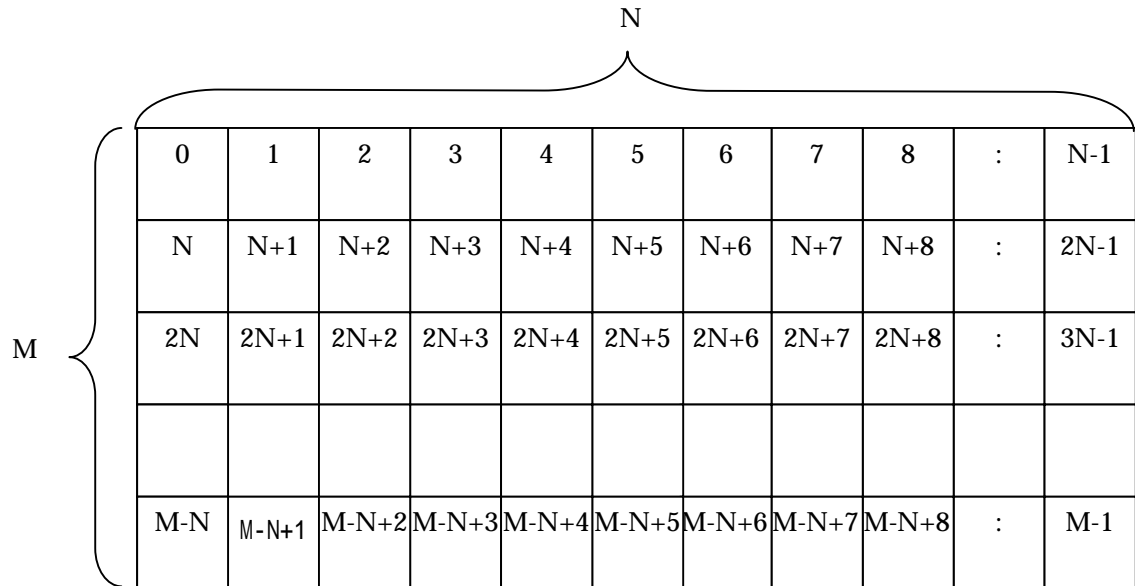 N
0 1 2 3 4 5 6 7 8 : N-1
N N+1 N+2 N+3 N+4 N+5 N+6 N+7 N+8 : 2N-1
M 2N 2N+1 2N+2 2N+3 2N+4 2N+5 2N+6 2N+7 2N+8 : 3N-1
M-N M-N+1 M-N+2 M-N+3 M-N+4 M-N+5 M-N+6 M-N+7 M-N+8 : M-1